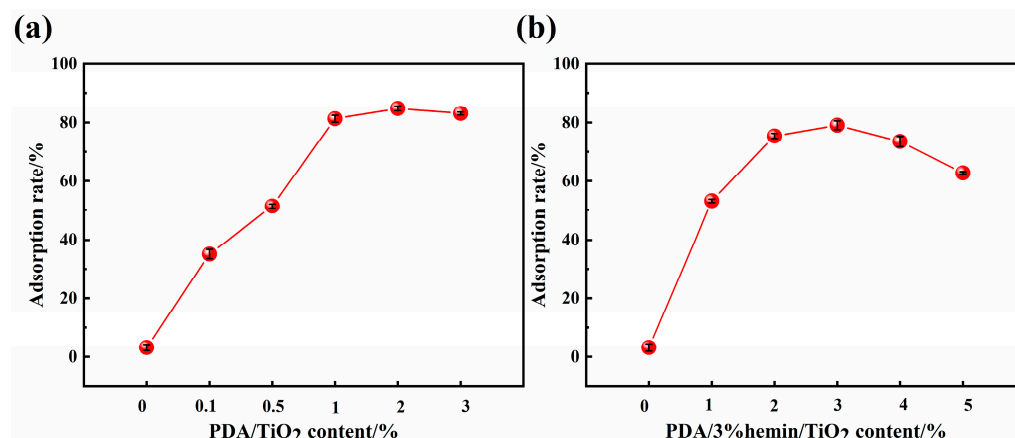 (a)
Adsorption rate/%
100
80
60
40
20
0
0 0.1 0.5 1 2 3
PDA/TiO2 content/%
(b)
Adsorption rate/%
100
80
60
40
20
0
0 1 2 3 4 5
PDA/3%hemin/TiO2 content/%